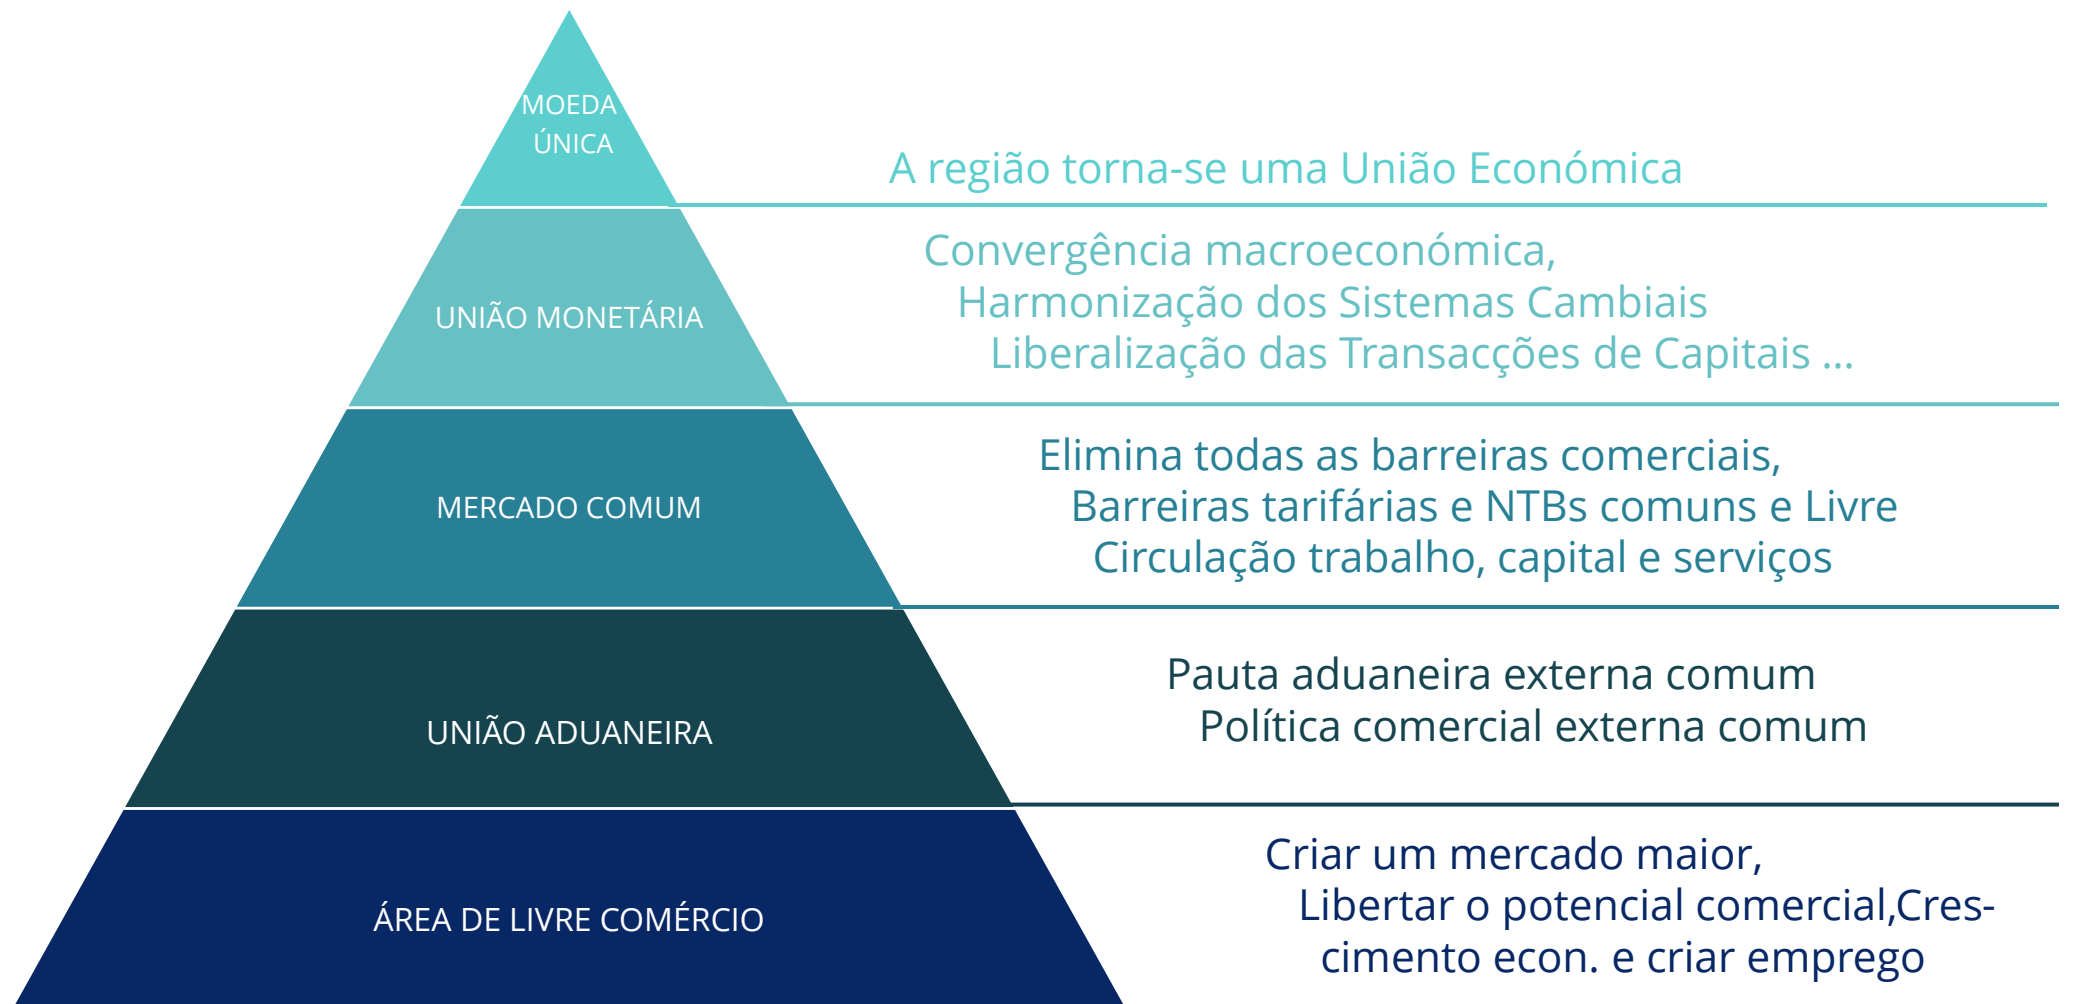 MOEDA
ÚNICA
A região torna-se uma União Económica
UNIÃO MONETÁRIA
Convergência macroeconómica,
Harmonização dos Sistemas Cambiais
Liberalização das Transacções de Capitais ...
MERCADO COMUM
Elimina todas as barreiras comerciais,
Barreiras tarifárias e NTBs comuns e Livre
Circulação trabalho, capital e serviços
UNIÃO ADUANEIRA
Pauta aduaneira externa comum
Política comercial externa comum
ÁREA DE LIVRE COMÉRCIO
Criar um mercado maior,
Libertar o potencial comercial,Cres-
cimento econ. e criar emprego